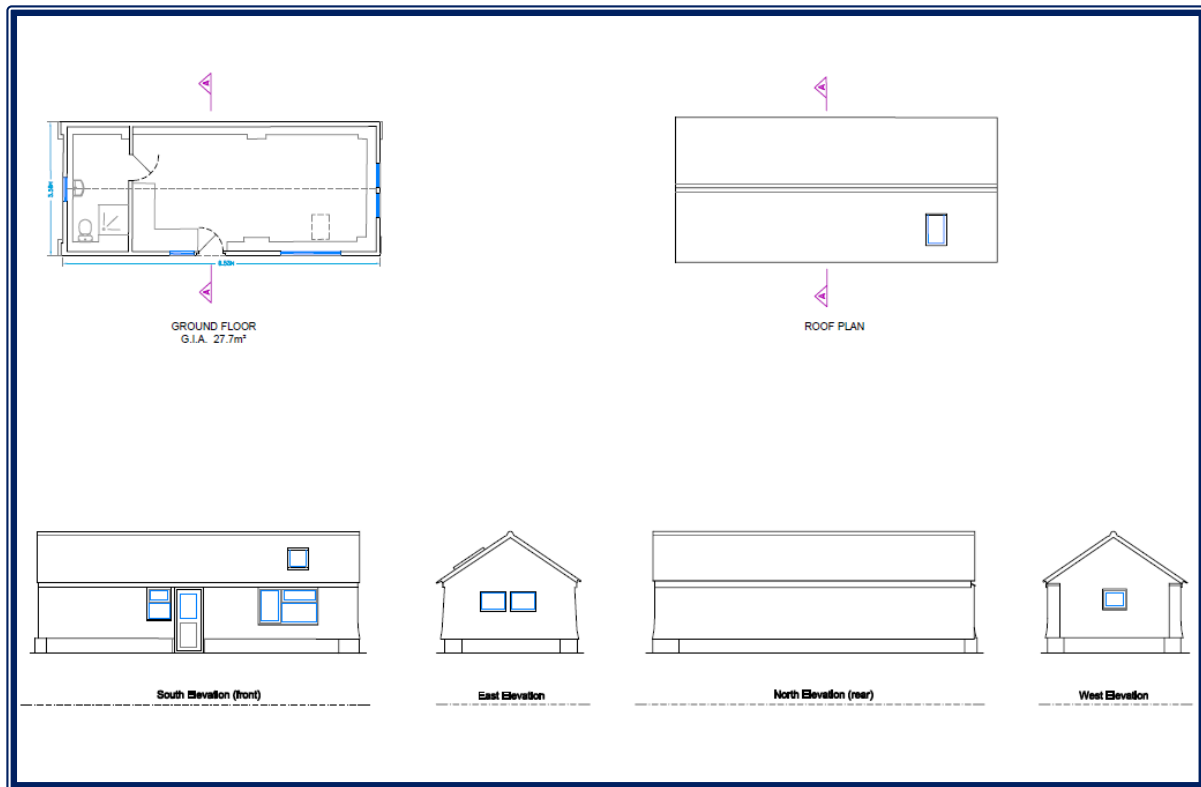 A
A
GROUND FLOOR
G.I.A. 27.7m²
A
A
ROOF PLAN
South Elevation (front)
East Elevation
North Elevation (rear)
West Elevation